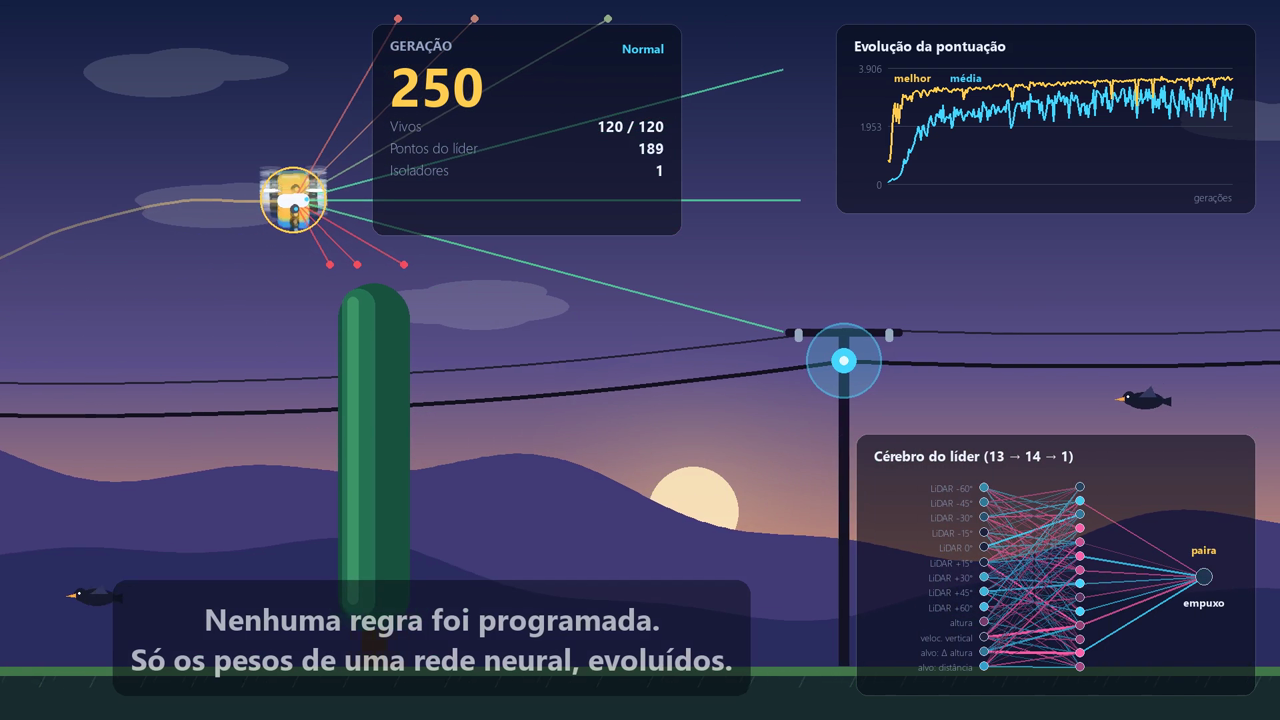 GERAÇÃO
Normal
250
Vivos 120 / 120
Pontos do líder 189
Isoladores 1
Evolução da pontuação
3.906
melhor média
1953
0
gerações
Cérebro do líder (13 → 14 → 1)
LiDAR -60°
LiDAR -45°
LiDAR -30°
LiDAR -15°
LiDAR 0°
LiDAR +15°
LiDAR +30°
LiDAR +45°
LiDAR +60°
altura
veloc. vertical
alvo: Δ altura
alvo: distância
paira
empuxo
Nenhuma regra foi programada.
Só os pesos de uma rede neural, evoluídos.